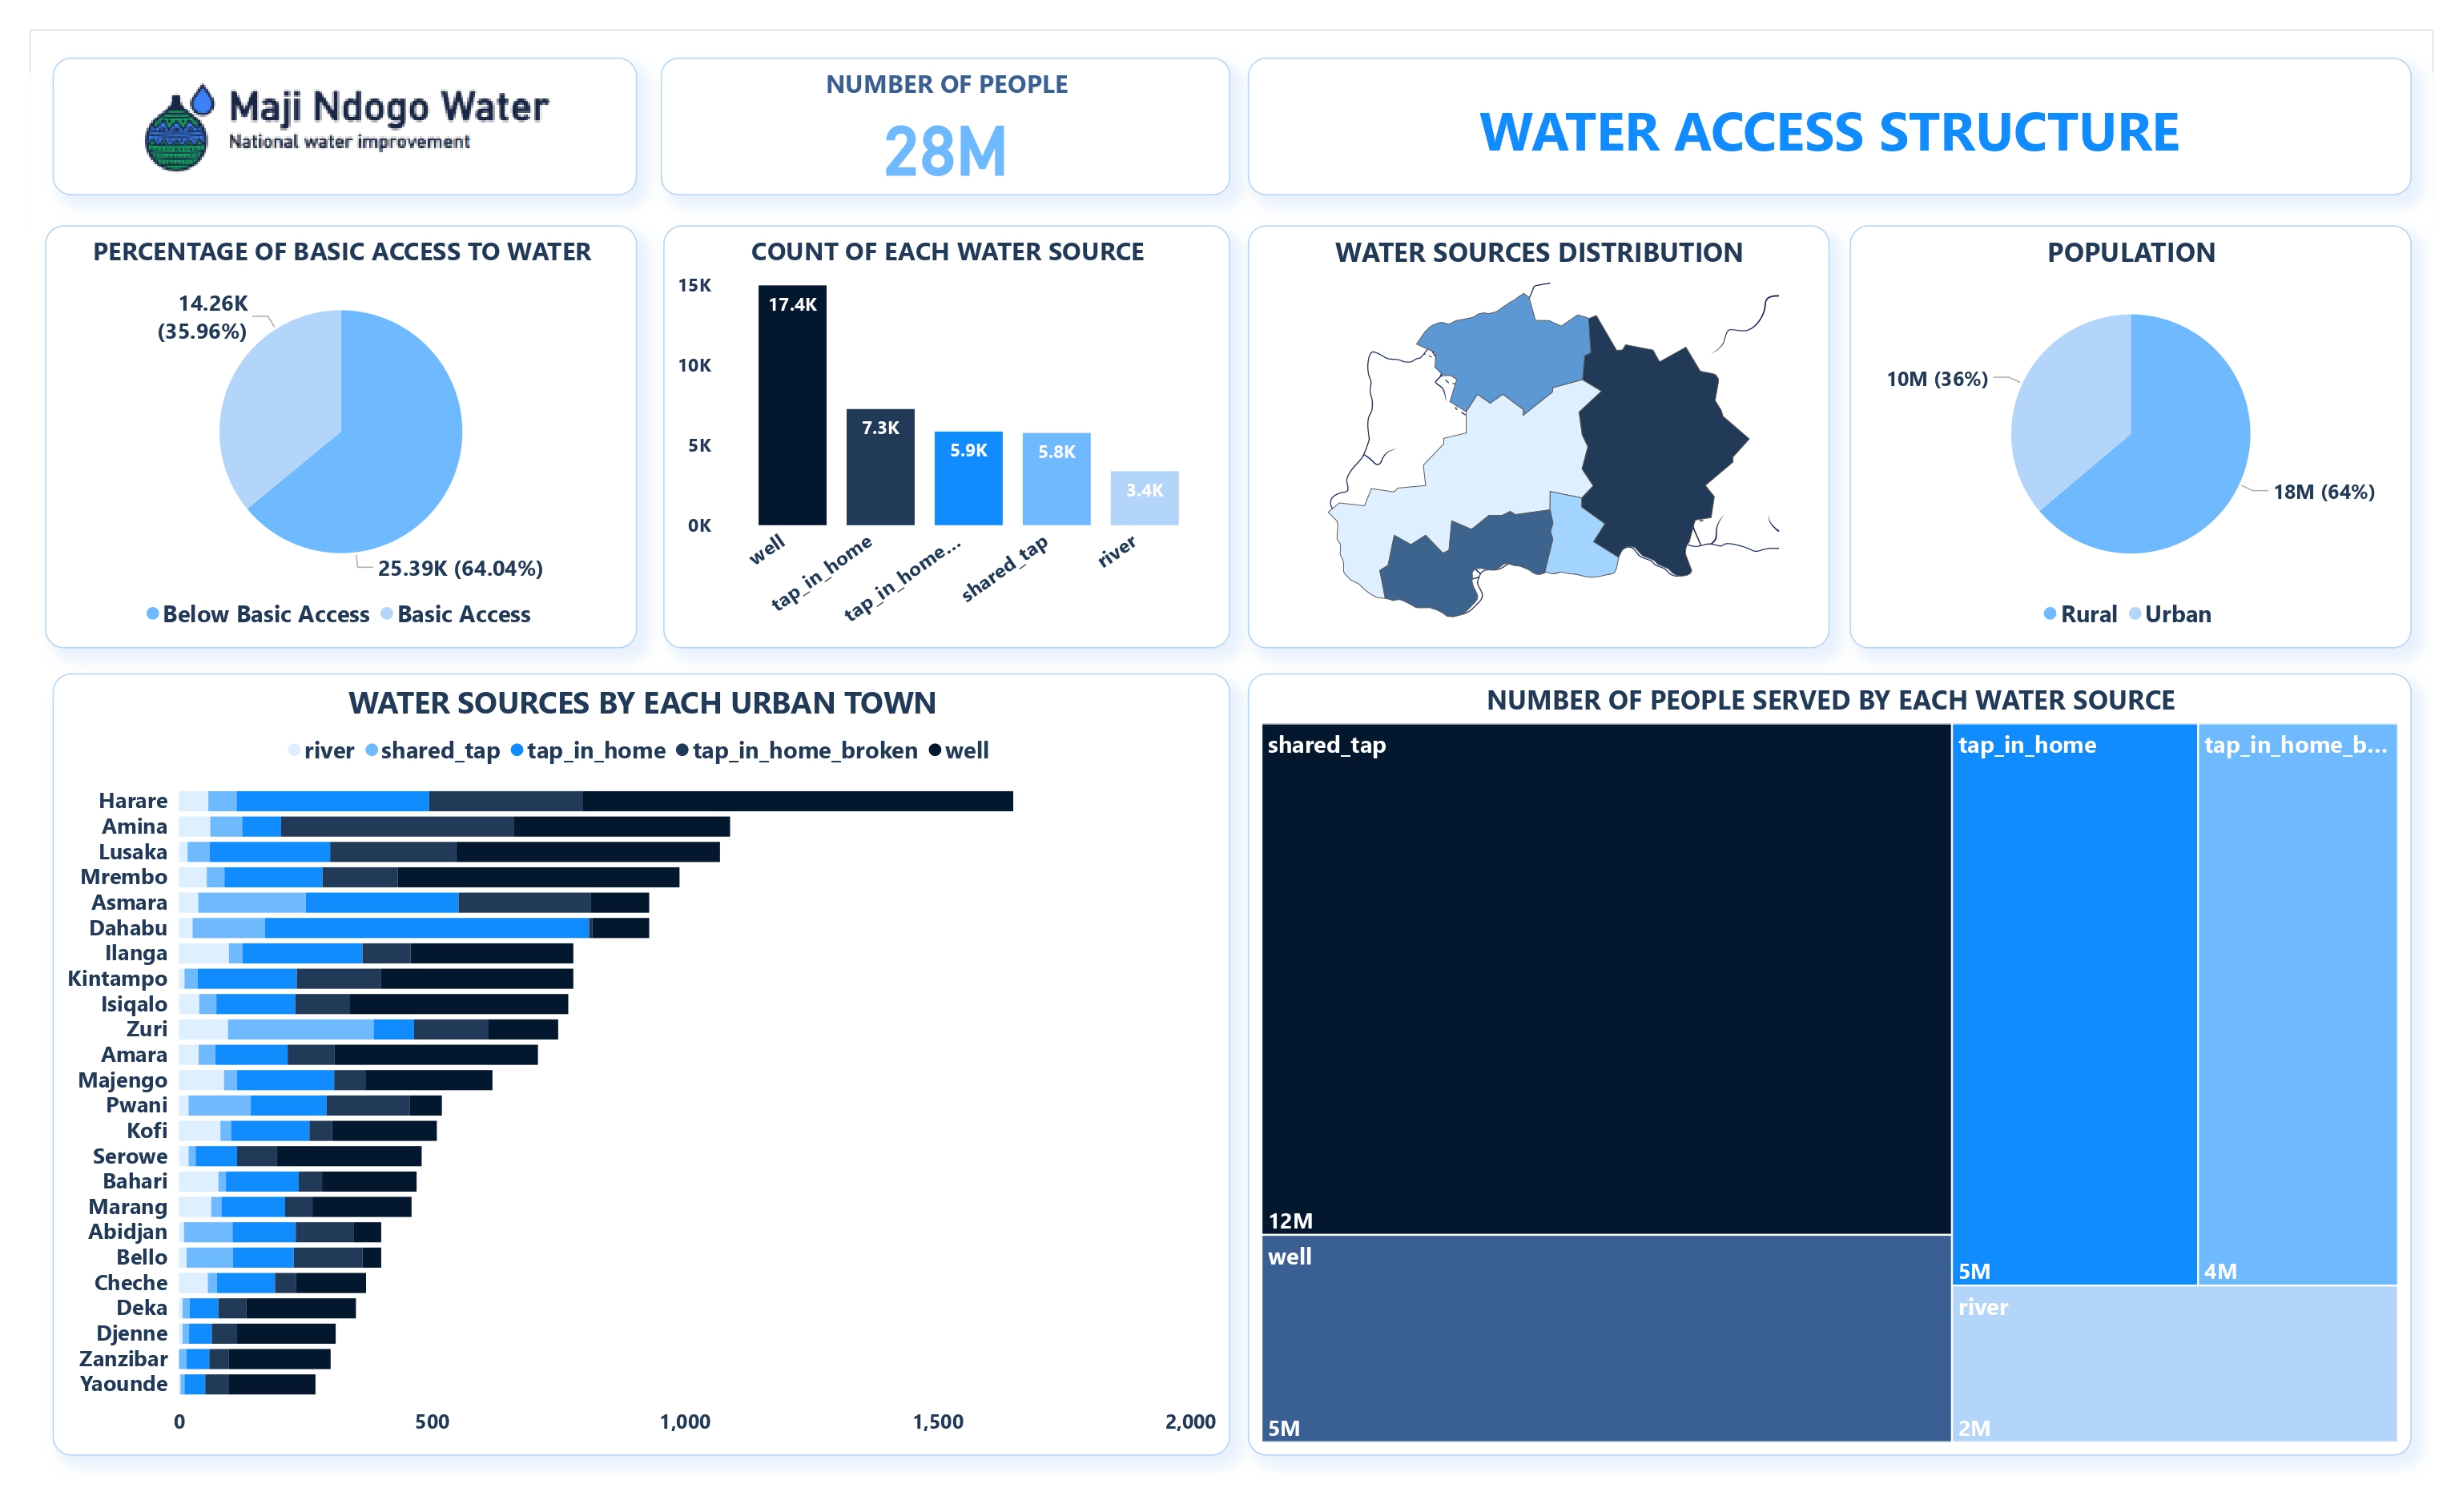 Maji Ndogo Water
National water improvement
NUMBER OF PEOPLE
28M
WATER ACCESS STRUCTURE
PERCENTAGE OF BASIC ACCESS TO WATER
14.26K
(35.96%)
25.39K (64.04%)
Below Basic Access Basic Access
COUNT OF EACH WATER SOURCE
15K
10K
5K
0K
17.4K
7.3K
5.9K
5.8K
3.4K
well
tap_in_home
tap_in_home...
shared_tap
river
WATER SOURCES DISTRIBUTION
POPULATION
10M (36%)
18M (64%)
Rural Urban
WATER SOURCES BY EACH URBAN TOWN
river shared_tap tap_in_home tap_in_home_broken well
Harare
Amina
Lusaka
Mrembo
Asmara
Dahabu
Ilanga
Kintampo
Isiqalo
Zuri
Amara
Majengo
Pwani
Kofi
Serowe
Bahari
Marang
Abidjan
Bello
Cheche
Deka
Djenne
Zanzibar
Yaounde
0 500 1,000 1,500 2,000
NUMBER OF PEOPLE SERVED BY EACH WATER SOURCE
shared_tap
12M
well
5M
tap_in_home
5M
tap_in_home_b...
4M
river
2M